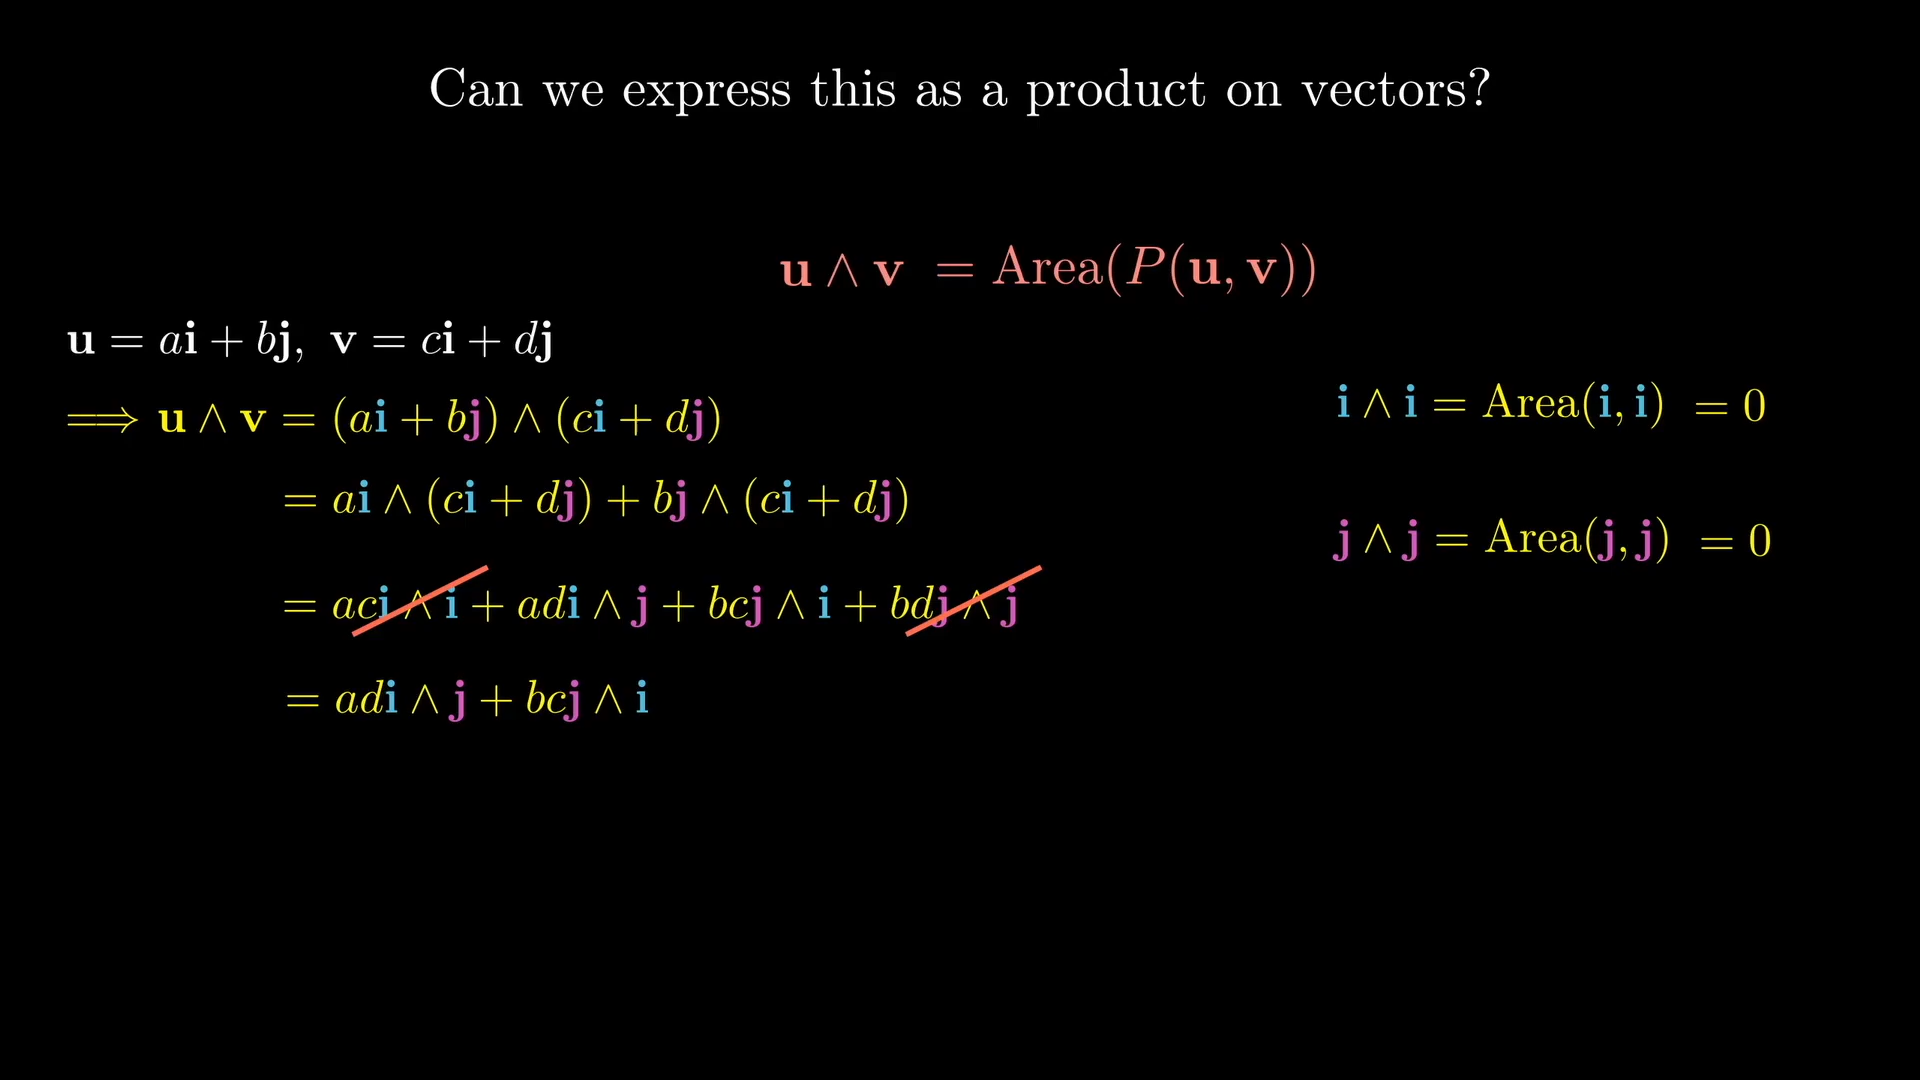 Can we express this as a product on vectors?
u ∧ v = Area(P(u, v))
u = ai + bj, v = ci + dj
⟹ u ∧ v = (ai + bj) ∧ (ci + dj)
= ai ∧ (ci + dj) + bj ∧ (ci + dj)
= aci ∧ i + adi ∧ j + bcj ∧ i + bdj ∧ j
= adi ∧ j + bcj ∧ i
i ∧ i = Area(i, i) = 0
j ∧ j = Area(j, j) = 0